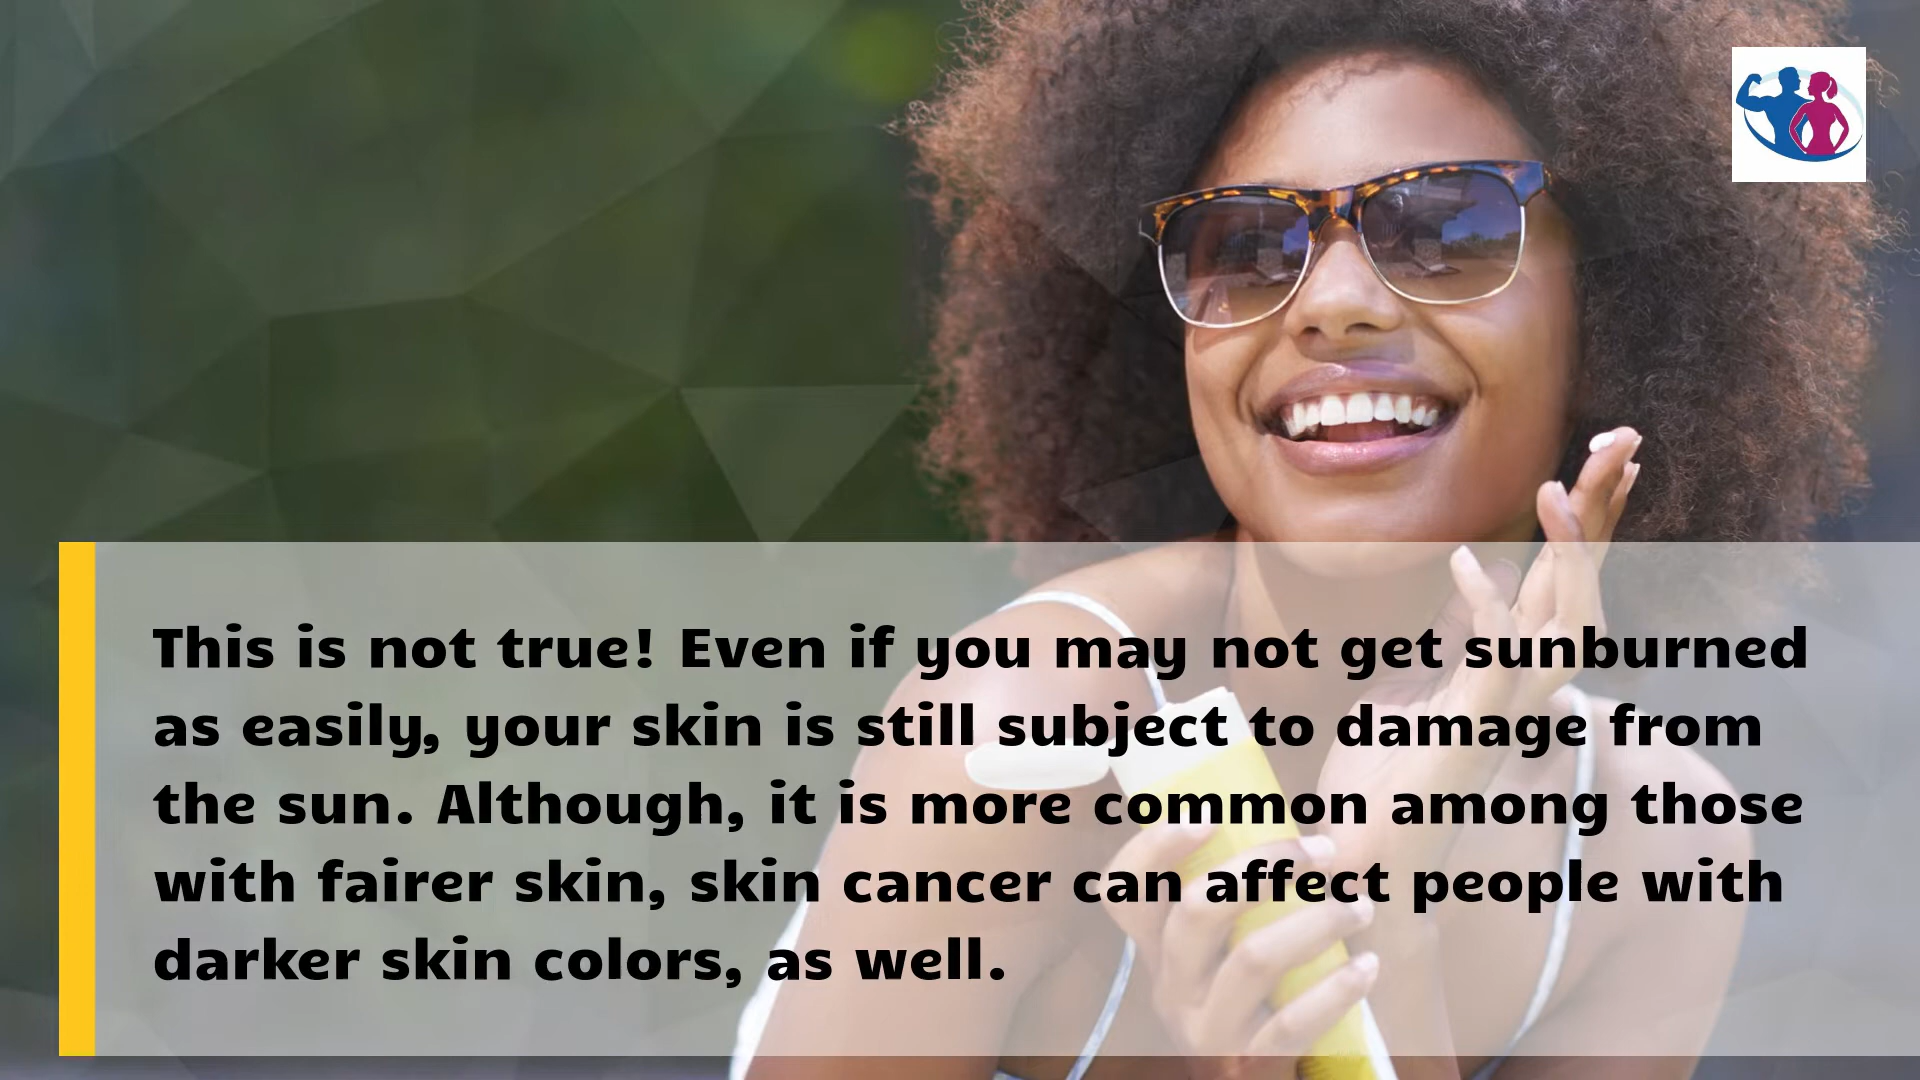 This is not true! Even if you may not get sunburned
as easily, your skin is still subject to damage from
the sun. Although, it is more common among those
with fairer skin, skin cancer can affect people with
darker skin colors, as well.